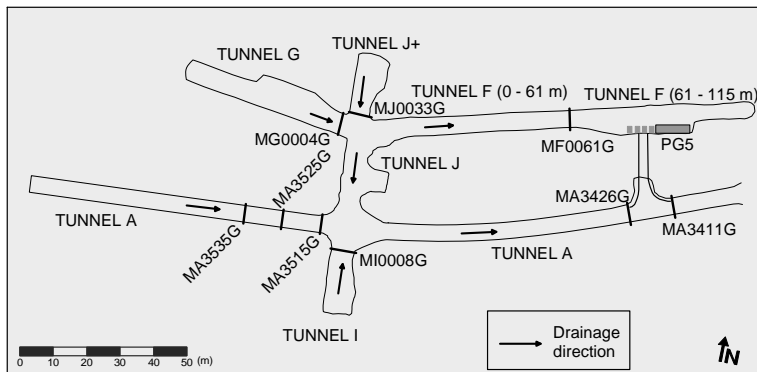 TUNNEL J+
TUNNEL G
TUNNEL F (0 - 61 m)
TUNNEL F (61 - 115 m)
MJ0033G
MG0004G
MF0061G
PG5
MA3525G
TUNNEL J
MA3426G
TUNNEL A
MA3411G
MA3535G
MA3515G
MI0008G
TUNNEL A
TUNNEL I
Drainage
direction
0 10 20 30 40 50 (m)
N